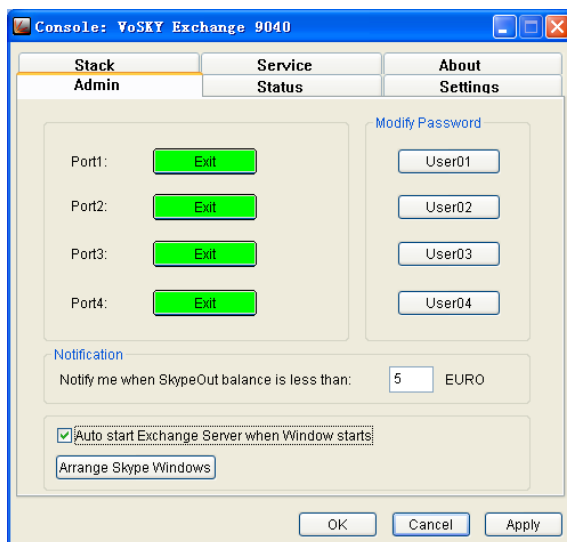 Console: VoSKY Exchange 9040
Stack Service About
Admin Status Settings
Modify Password
Port1: Exit User01
Port2: Exit User02
Port3: Exit User03
Port4: Exit User04
Notification
Notify me when SkypeOut balance is less than: 5 EURO
Auto start Exchange Server when Window starts
Arrange Skype Windows
OK Cancel Apply